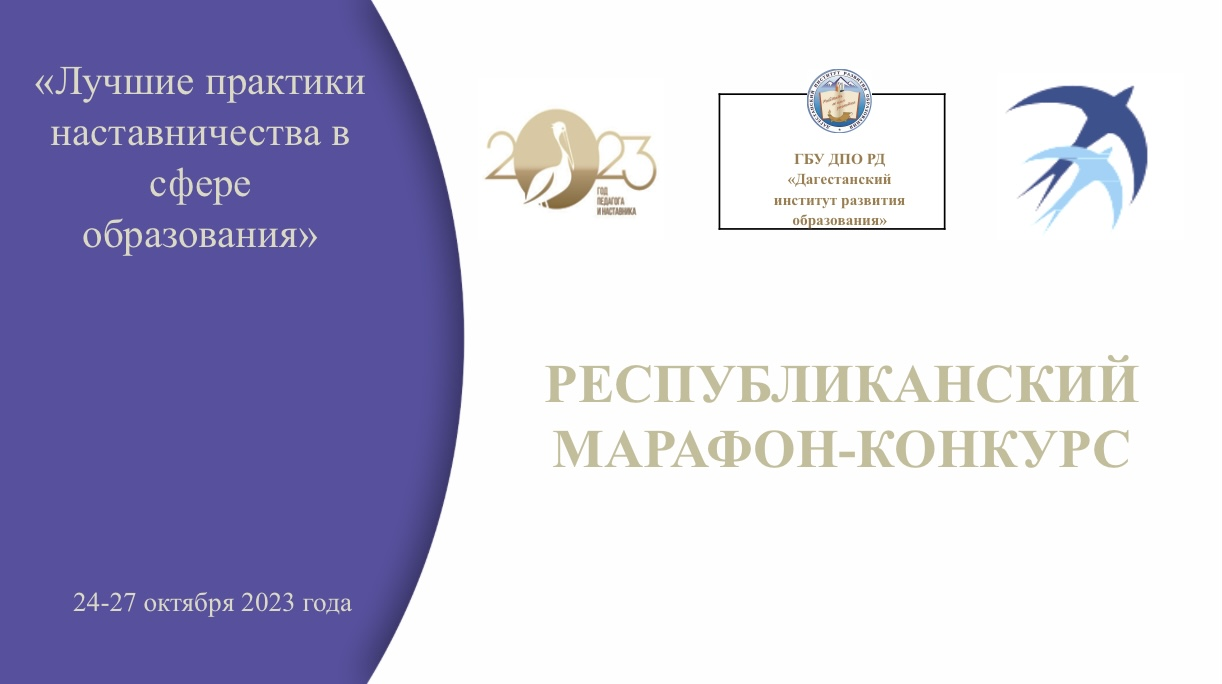 «Лучшие практики
наставничества в
сфере
образования»
24-27 октября 2023 года
2023
ГОД
ПЕДАГОГА
И НАСТАВНИКА
ГБУ ДПО РД
«Дагестанский
институт развития
образования»
РЕСПУБЛИКАНСКИЙ
МАРАФОН-КОНКУРС